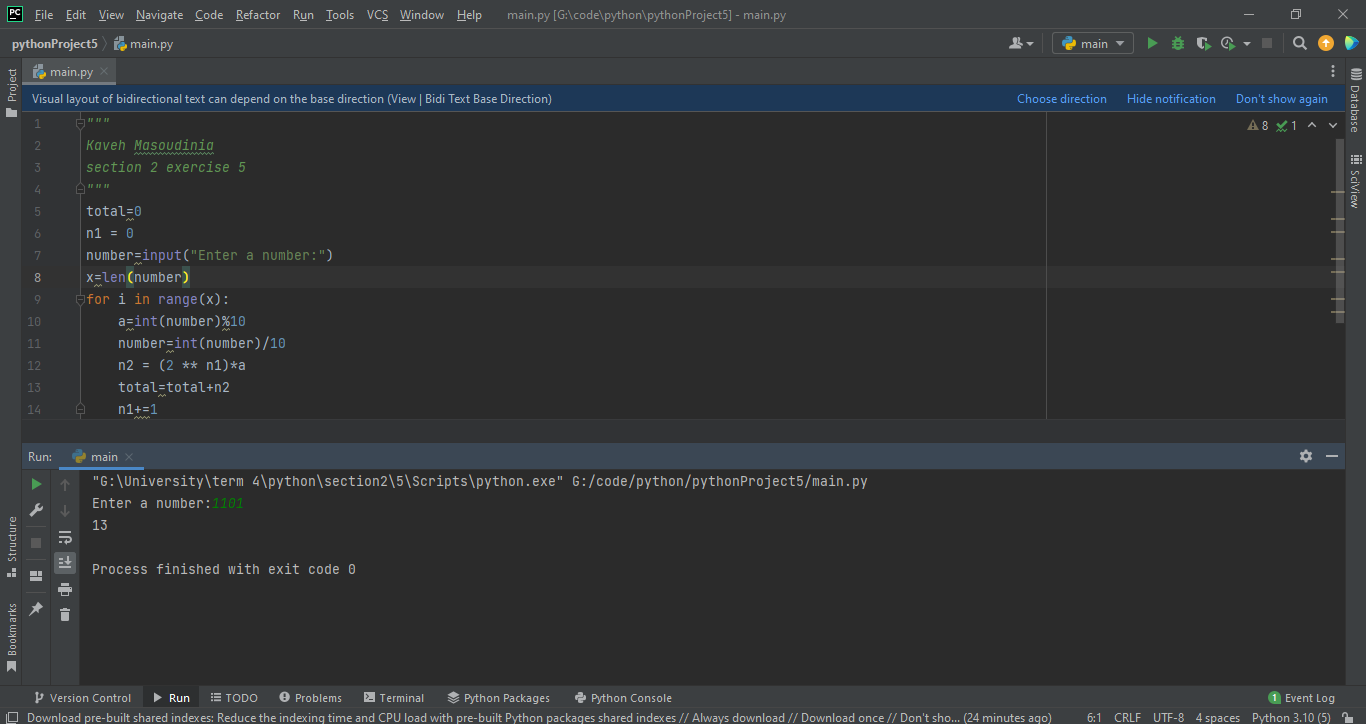 PC File Edit View Navigate Code Refactor Run Tools VCS Window Help main.py [G:\code\python\pythonProject5] - main.py
pythonProject5 main.py main
Project
main.py
Visual layout of bidirectional text can depend on the base direction (View | Bidi Text Base Direction) Choose direction Hide notification Don't show again
Database
SciView
8 1
1 """
2 Kaveh Masoudinia
3 section 2 exercise 5
4 """
5 total=0
6 n1 = 0
7 number=input("Enter a number:")
8 x=len(number)
9 for i in range(x):
10 a=int(number)%10
11 number=int(number)/10
12 n2 = (2 ** n1)*a
13 total=total+n2
14 n1+=1
Run: main
"G:\University\term 4\python\section2\5\Scripts\python.exe" G:/code/python/pythonProject5/main.py
Enter a number:1101
13
Process finished with exit code 0
Structure
Bookmarks
Version Control Run TODO Problems Terminal Python Packages Python Console 1 Event Log
Download pre-built shared indexes: Reduce the indexing time and CPU load with pre-built Python packages shared indexes // Always download // Download once // Don't sho... (24 minutes ago) 6:1 CRLF UTF-8 4 spaces Python 3.10 (5)